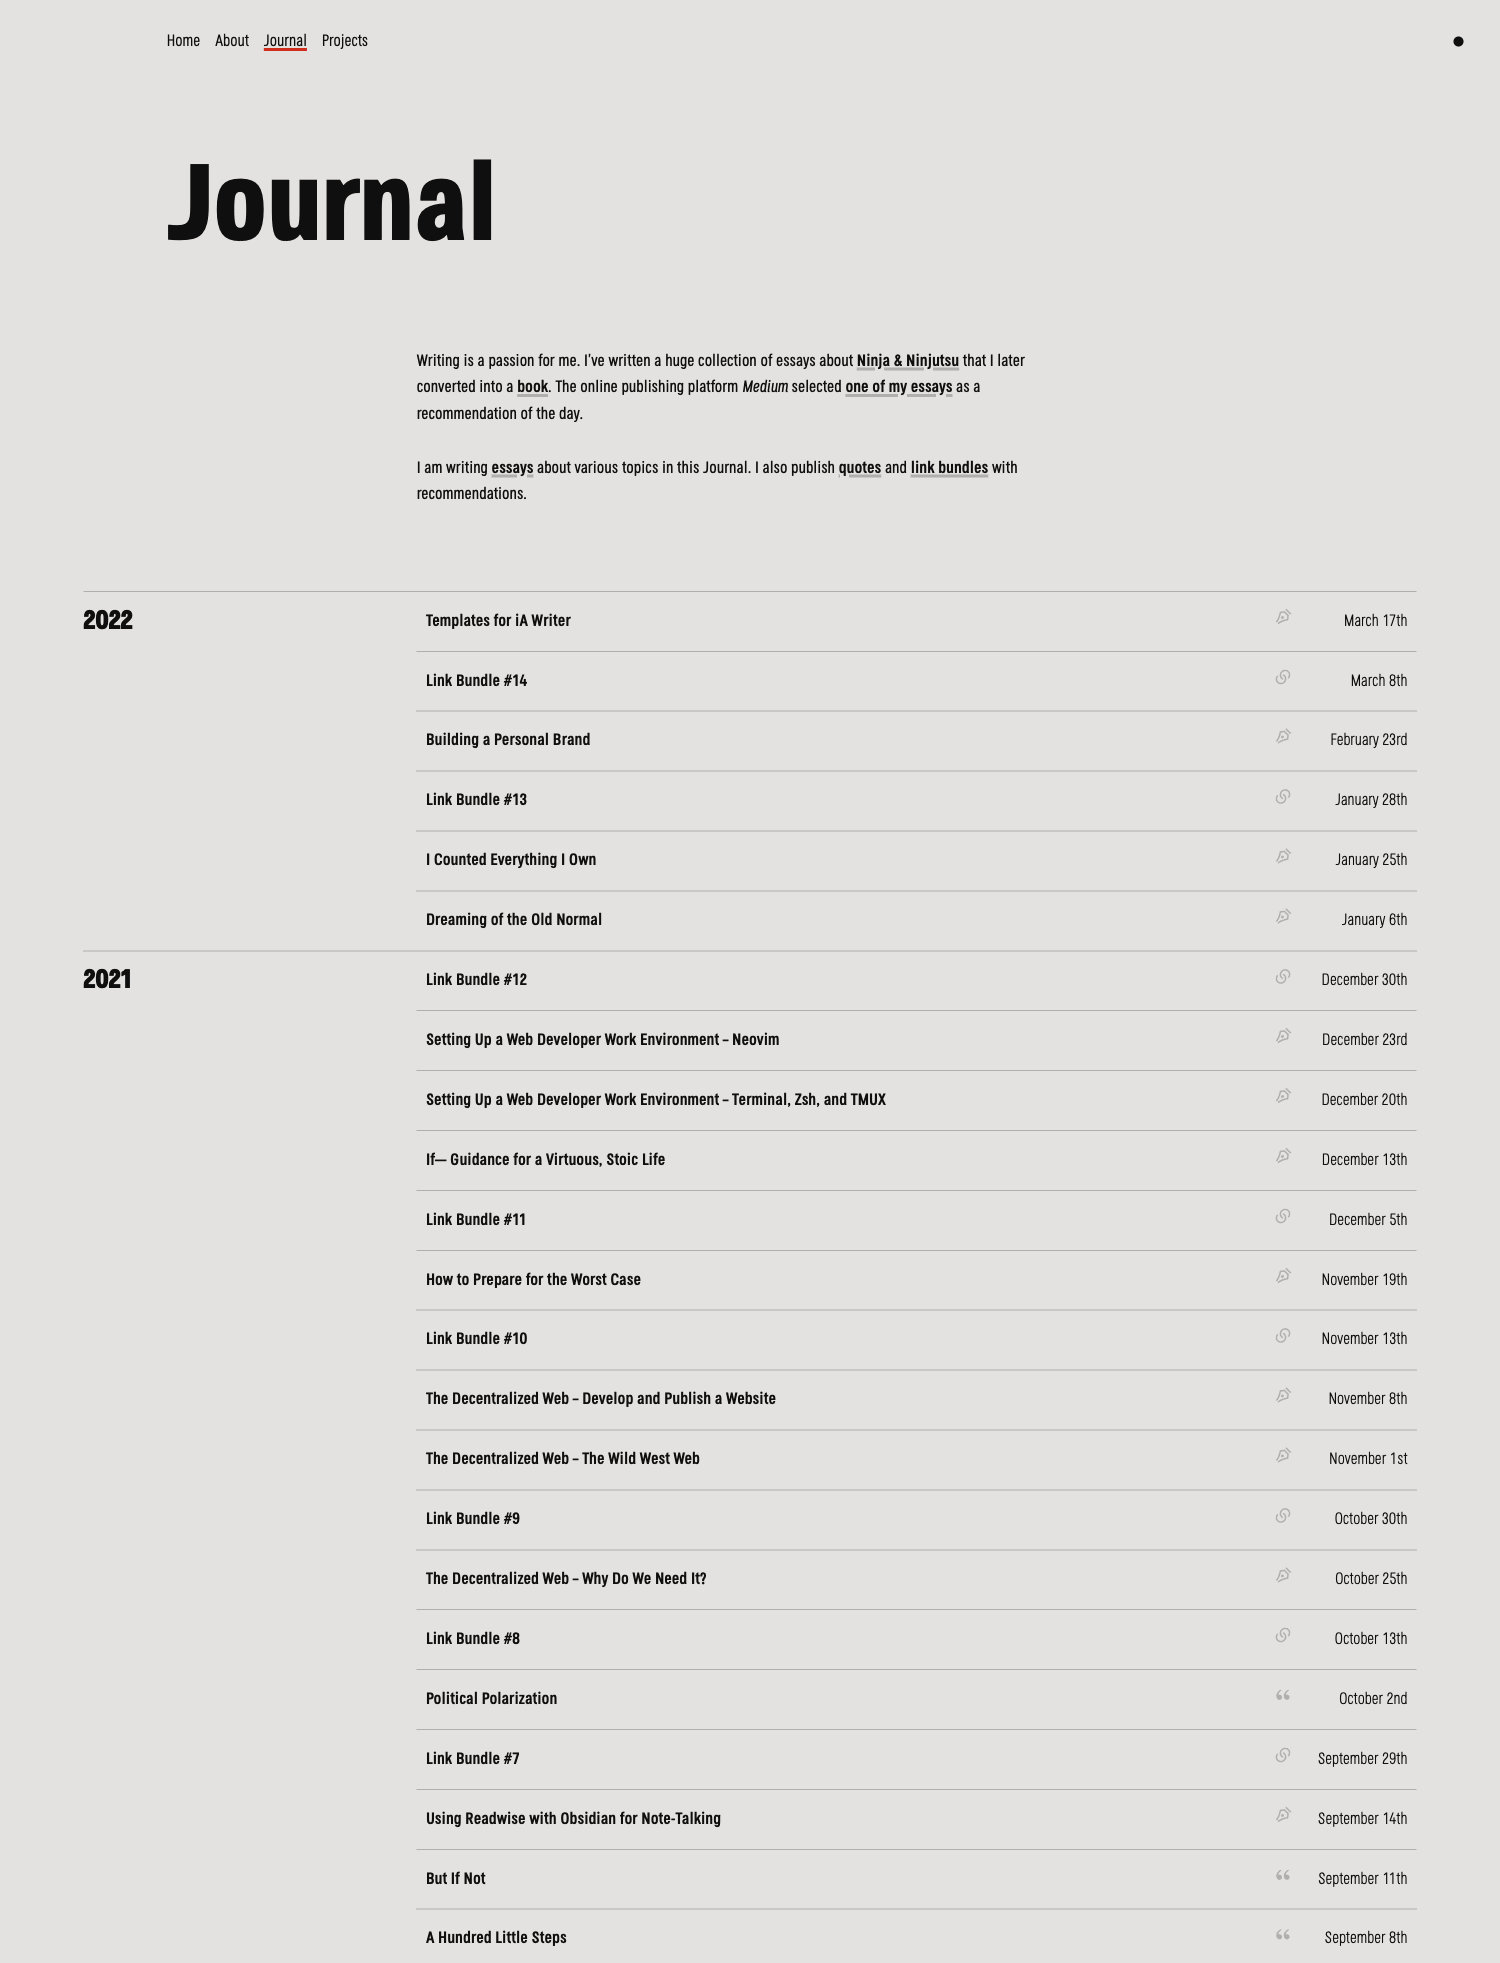 Home About Journal Projects
Journal
Writing is a passion for me. I've written a huge collection of essays about Ninja & Ninjutsu that I later
converted into a book. The online publishing platform Medium selected one of my essays as a
recommendation of the day.
I am writing essays about various topics in this Journal. I also publish quotes and link bundles with
recommendations.
2022 Templates for iA Writer March 17th
Link Bundle #14 March 8th
Building a Personal Brand February 23rd
Link Bundle #13 January 28th
I Counted Everything I Own January 25th
Dreaming of the Old Normal January 6th
2021 Link Bundle #12 December 30th
Setting Up a Web Developer Work Environment – Neovim December 23rd
Setting Up a Web Developer Work Environment – Terminal, Zsh, and TMUX December 20th
If— Guidance for a Virtuous, Stoic Life December 13th
Link Bundle #11 December 5th
How to Prepare for the Worst Case November 19th
Link Bundle #10 November 13th
The Decentralized Web – Develop and Publish a Website November 8th
The Decentralized Web – The Wild West Web November 1st
Link Bundle #9 October 30th
The Decentralized Web – Why Do We Need It? October 25th
Link Bundle #8 October 13th
Political Polarization October 2nd
Link Bundle #7 September 29th
Using Readwise with Obsidian for Note-Talking September 14th
But If Not September 11th
A Hundred Little Steps September 8th